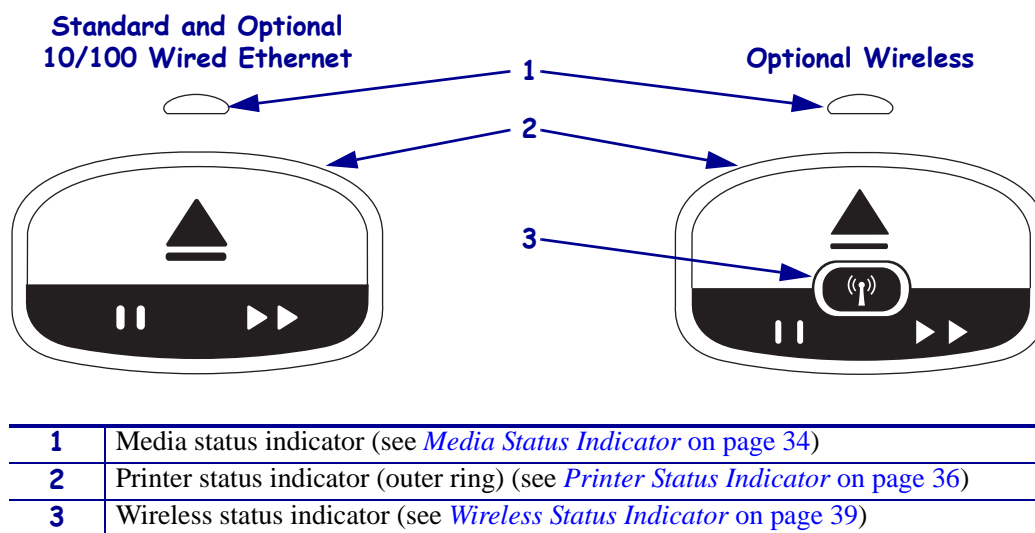 Standard and Optional
10/100 Wired Ethernet
Optional Wireless
1
2
3
1 Media status indicator (see Media Status Indicator on page 34)
2 Printer status indicator (outer ring) (see Printer Status Indicator on page 36)
3 Wireless status indicator (see Wireless Status Indicator on page 39)